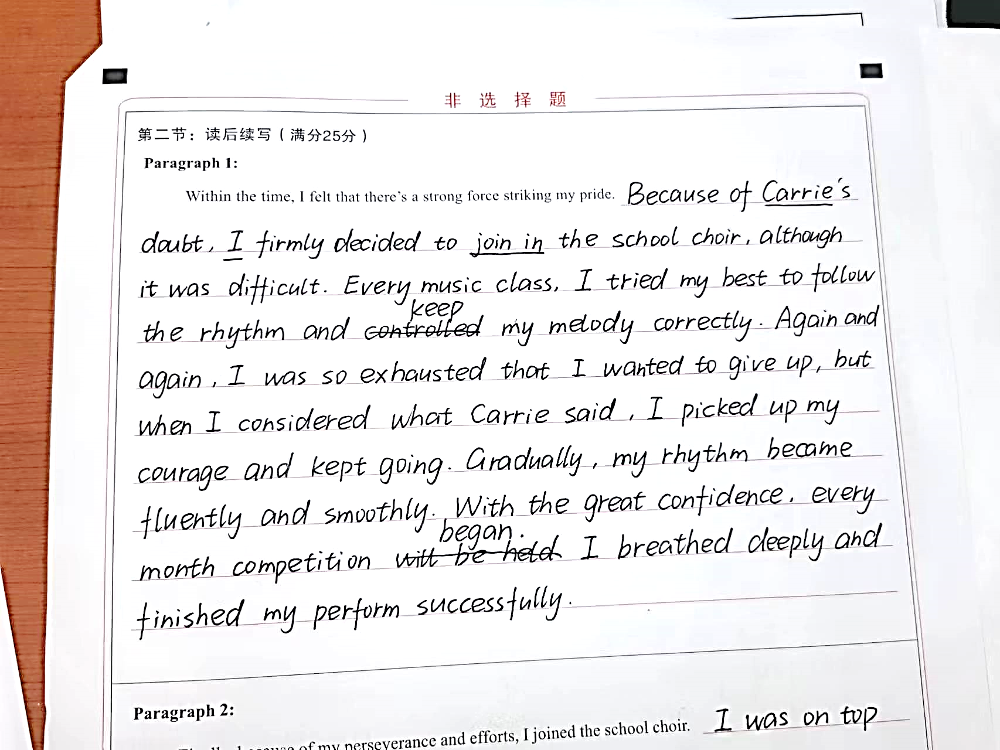 非 选 择 题
第二节：读后续写（满分25分）
Paragraph 1:
Within the time, I felt that there's a strong force striking my pride. Because of Carrie's
doubt, I firmly decided to join in the school choir, although
it was difficult. Every music class, I tried my best to follow
keep
the rhythm and controlled my melody correctly. Again and
again, I was so exhausted that I wanted to give up, but
when I considered what Carrie said, I picked up my
courage and kept going. Gradually, my rhythm became
fluently and smoothly. With the great confidence, every
began.
month competition will be held. I breathed deeply and
finished my perform successfully.
Paragraph 2:
of my perseverance and efforts, I joined the school choir. I was on top